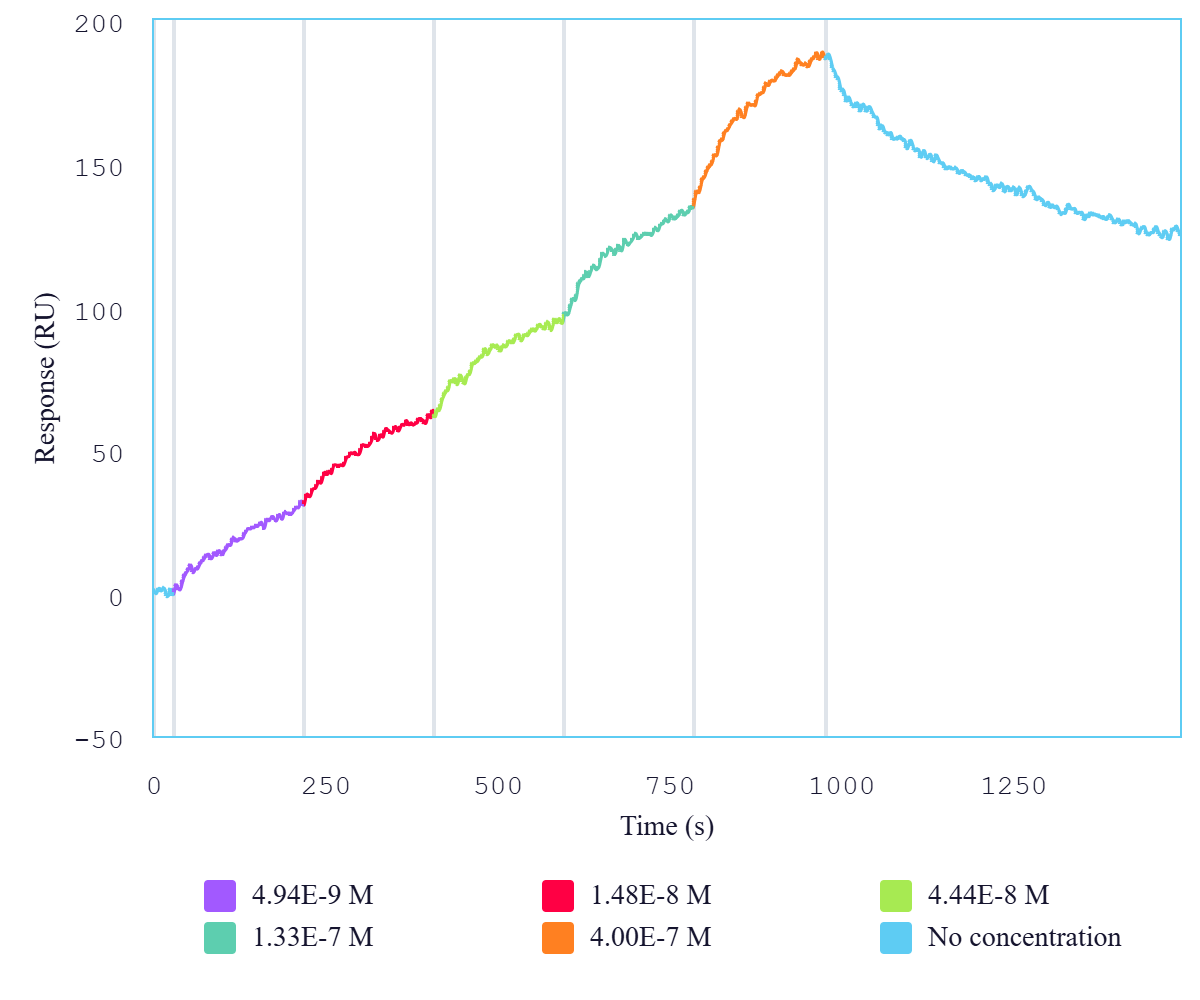 200
150
100
50
0
−50
Response (RU)
0 250 500 750 1000 1250
Time (s)
4.94E-9 M 1.48E-8 M 4.44E-8 M
1.33E-7 M 4.00E-7 M No concentration